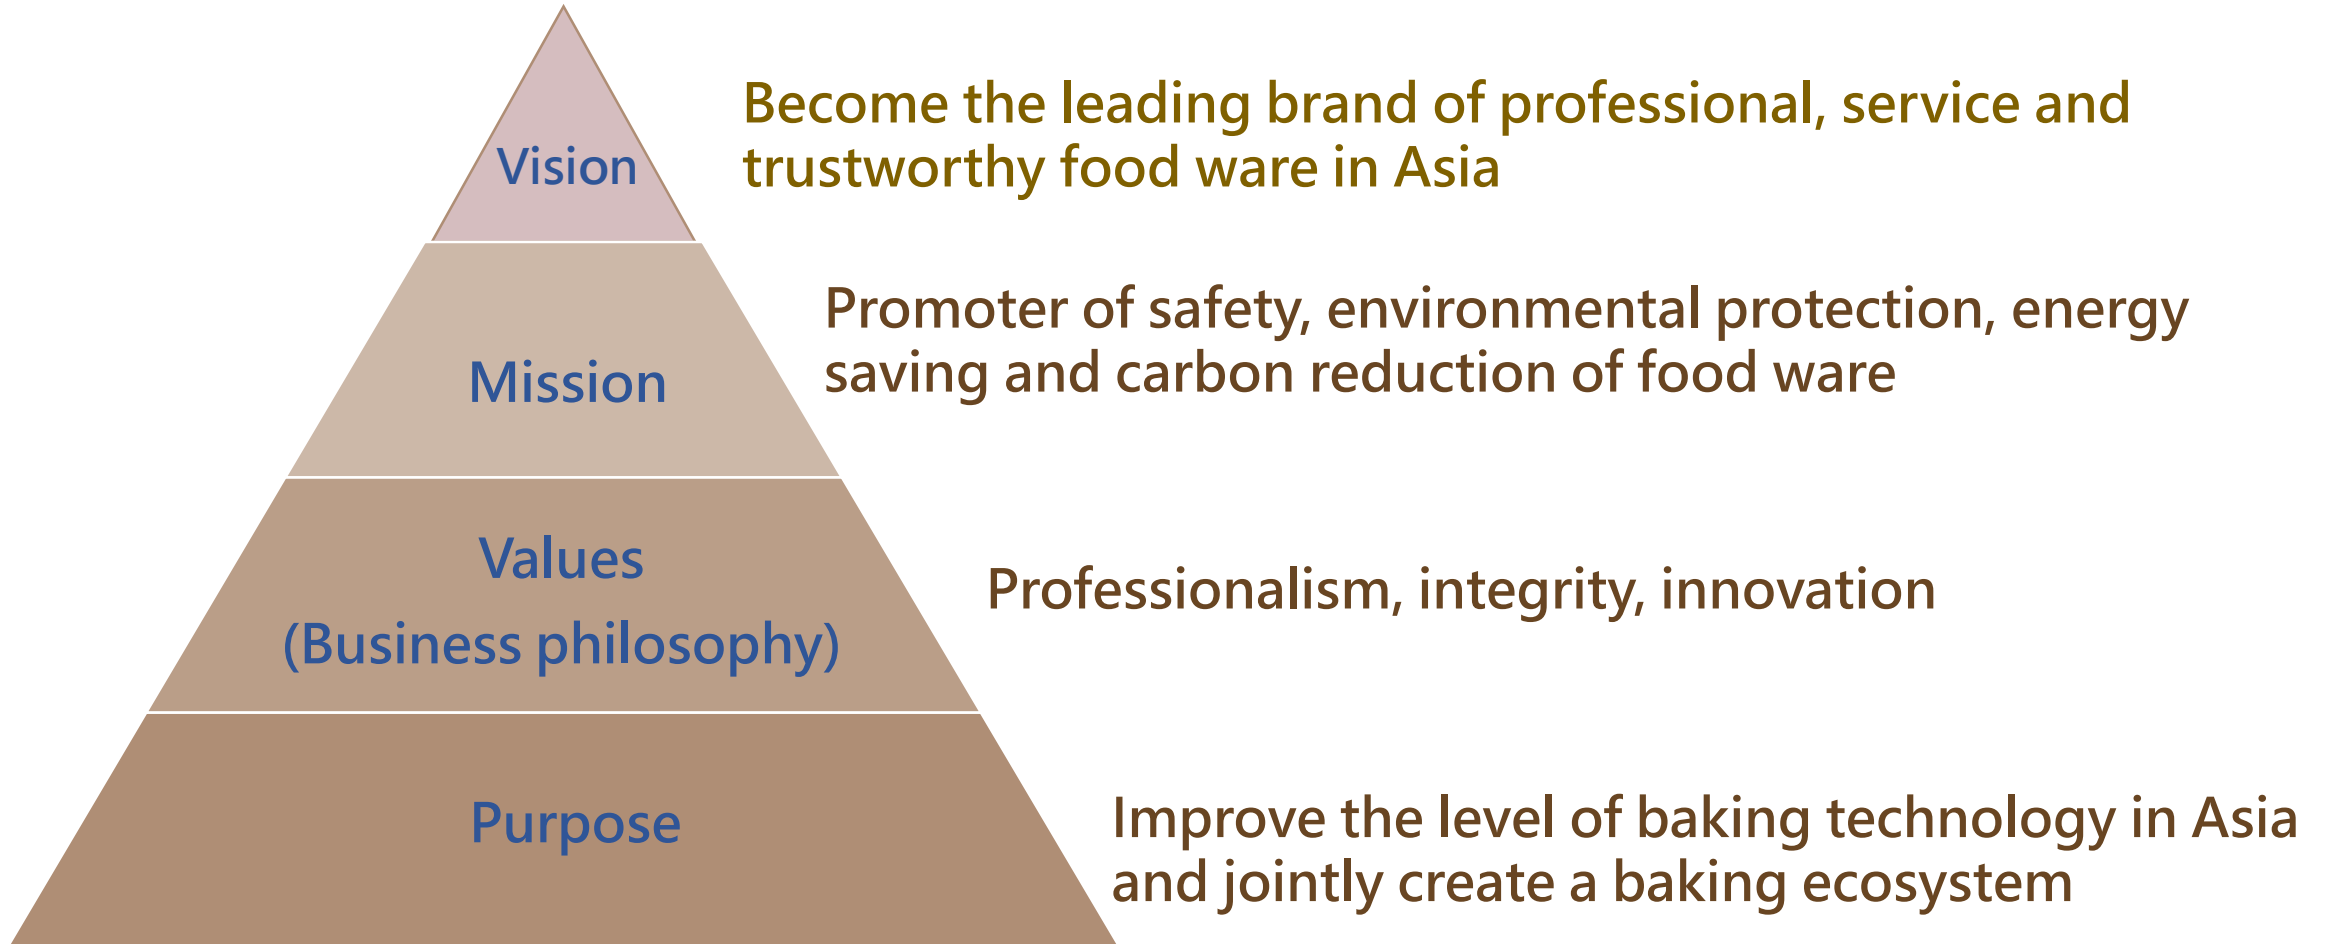 Vision
Become the leading brand of professional, service and
trustworthy food ware in Asia
Mission
Promoter of safety, environmental protection, energy
saving and carbon reduction of food ware
Values
(Business philosophy)
Professionalism, integrity, innovation
Purpose
Improve the level of baking technology in Asia
and jointly create a baking ecosystem